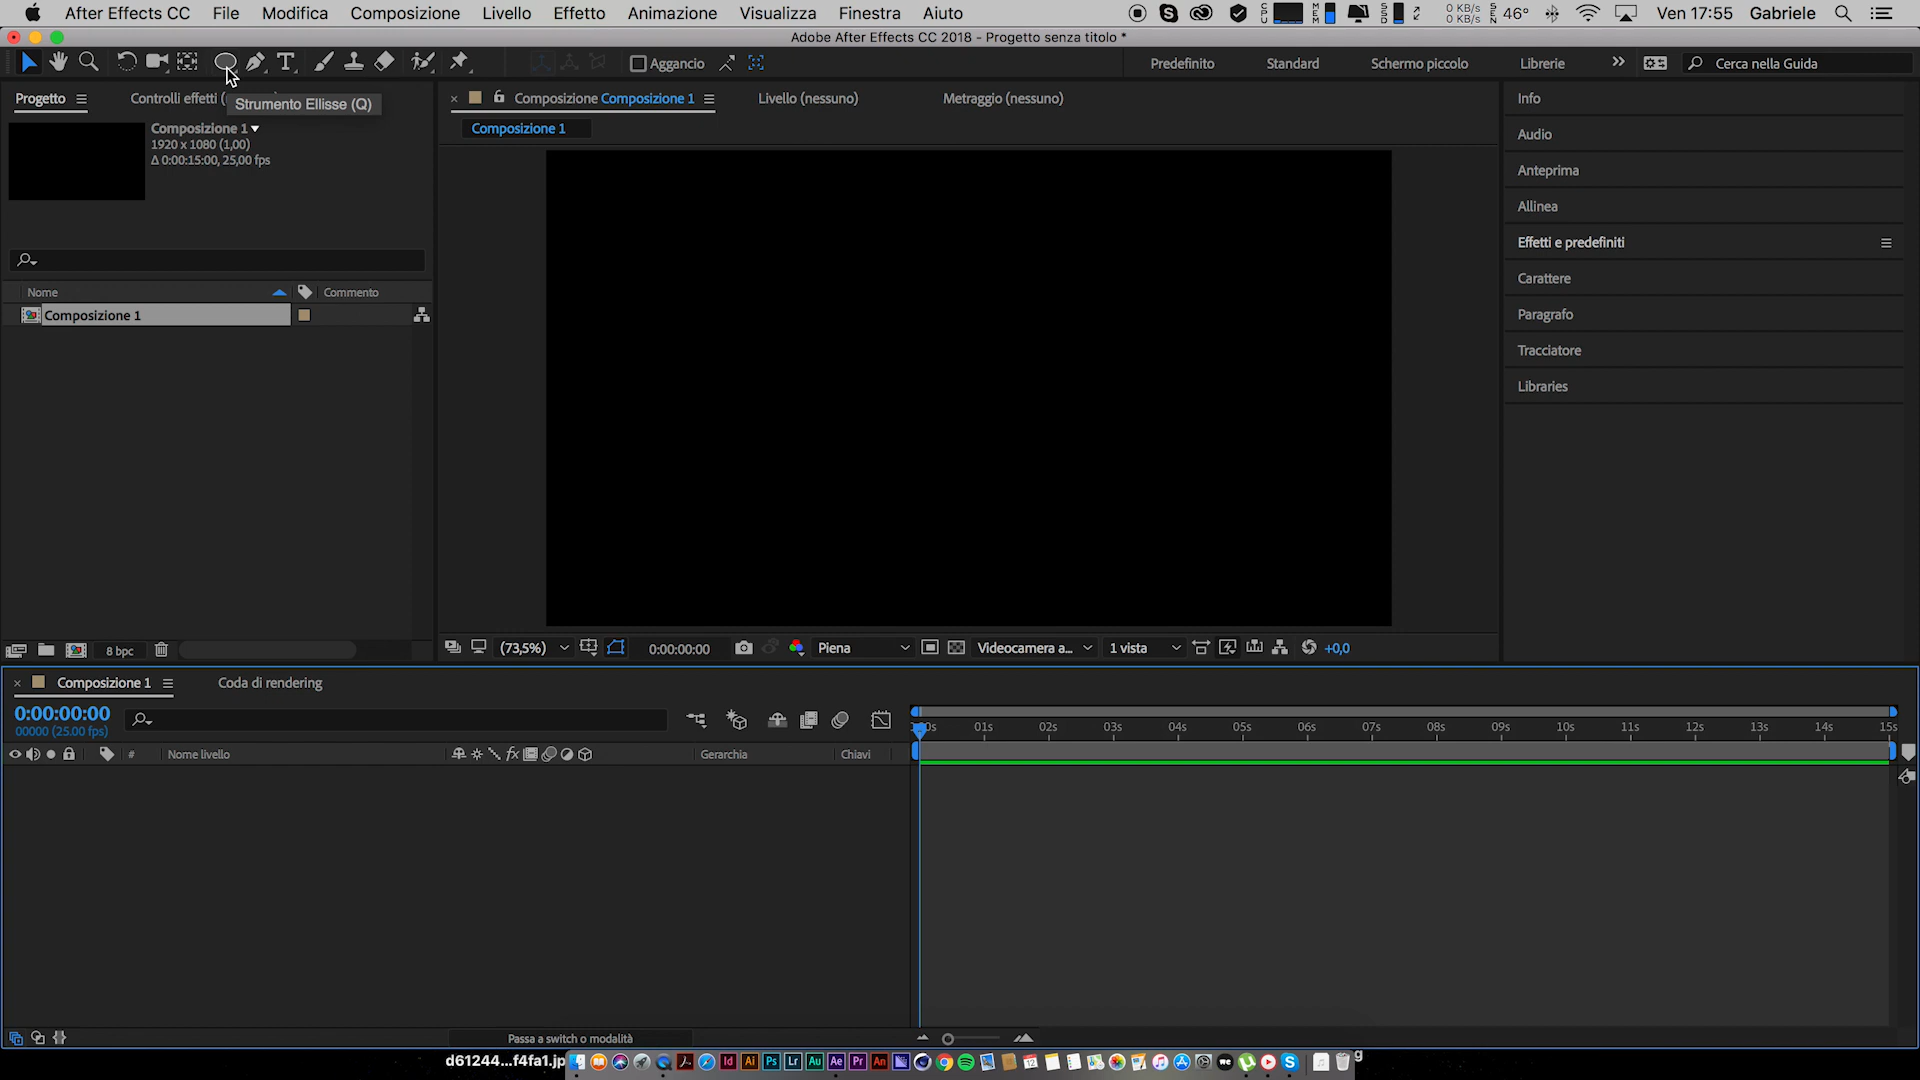 After Effects CC File Modifica Composizione Livello Effetto Animazione Visualizza Finestra Aiuto
0 KB/s
0 KB/s
46° Ven 17:55 Gabriele
Adobe After Effects CC 2018 - Progetto senza titolo *
Aggancio Predefinito Standard Schermo piccolo Librerie Cerca nella Guida
Progetto Controlli effetti
Strumento Ellisse (Q)
Composizione Composizione 1 Livello (nessuno) Metraggio (nessuno)
Composizione 1
Composizione 1
1920 x 1080 (1,00)
Δ 0:00:15:00, 25,00 fps
Info
Audio
Anteprima
Allinea
Effetti e predefiniti
Carattere
Paragrafo
Tracciatore
Libraries
Nome Commento
Composizione 1
8 bpc
(73,5%) 0:00:00:00 Piena Videocamera a... 1 vista +0,0
Composizione 1 Coda di rendering
0:00:00:00
00000 (25.00 fps)
01s 02s 03s 04s 05s 06s 07s 08s 09s 10s 11s 12s 13s 14s 15s
# Nome livello Gerarchia Chiavi
Passa a switch o modalità
d61244...f4fa1.jp